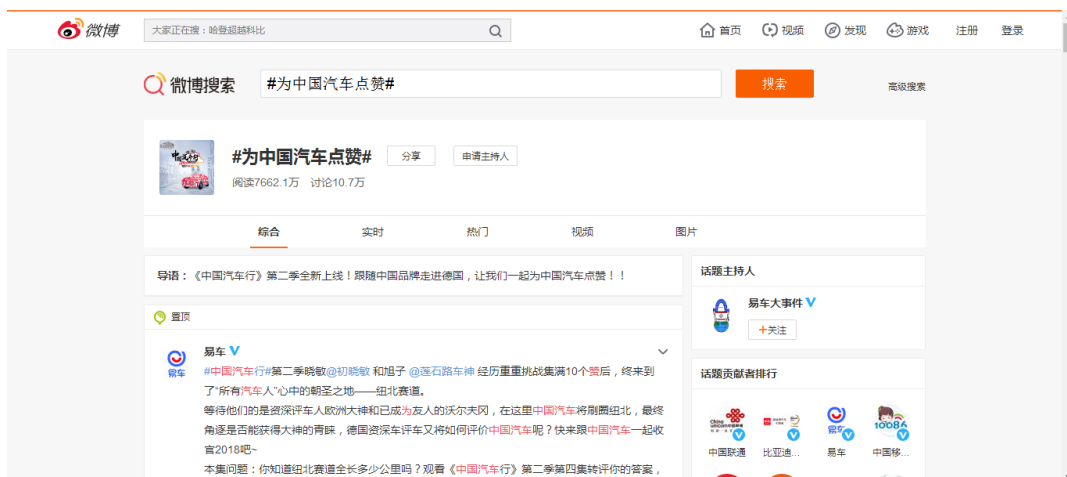 微博
大家正在搜：哈登超越科比
首页 视频 发现 游戏 注册 登录
微博搜索
#为中国汽车点赞#
搜索
高级搜索
#为中国汽车点赞#
分享
申请主持人
阅读7662.1万 讨论10.7万
综合 实时 热门 视频 图片
导语：《中国汽车行》第二季全新上线！跟随中国品牌走进德国，让我们一起为中国汽车点赞！！
置顶
易车
#中国汽车行#第二季晓敏@初晓敏 和旭子 @莲石路车神 经历重重挑战集满10个赞后，终来到
了“所有汽车人”心中的朝圣之地——纽北赛道。
等待他们的是资深评车人欧洲大神和已成为友人的沃尔夫冈，在这里中国汽车将刷圈纽北，最终
角逐是否能获得大神的青睐，德国资深车评车又将如何评价中国汽车呢？快来跟中国汽车一起收
官2018吧~
本集问题：你知道纽北赛道全长多少公里吗？观看《中国汽车行》第二季第四集转评你的答案，
话题主持人
易车大事件
+关注
话题贡献者排行
China
unicom中国联通
易车
10086
中国联通 比亚迪... 易车 中国移...